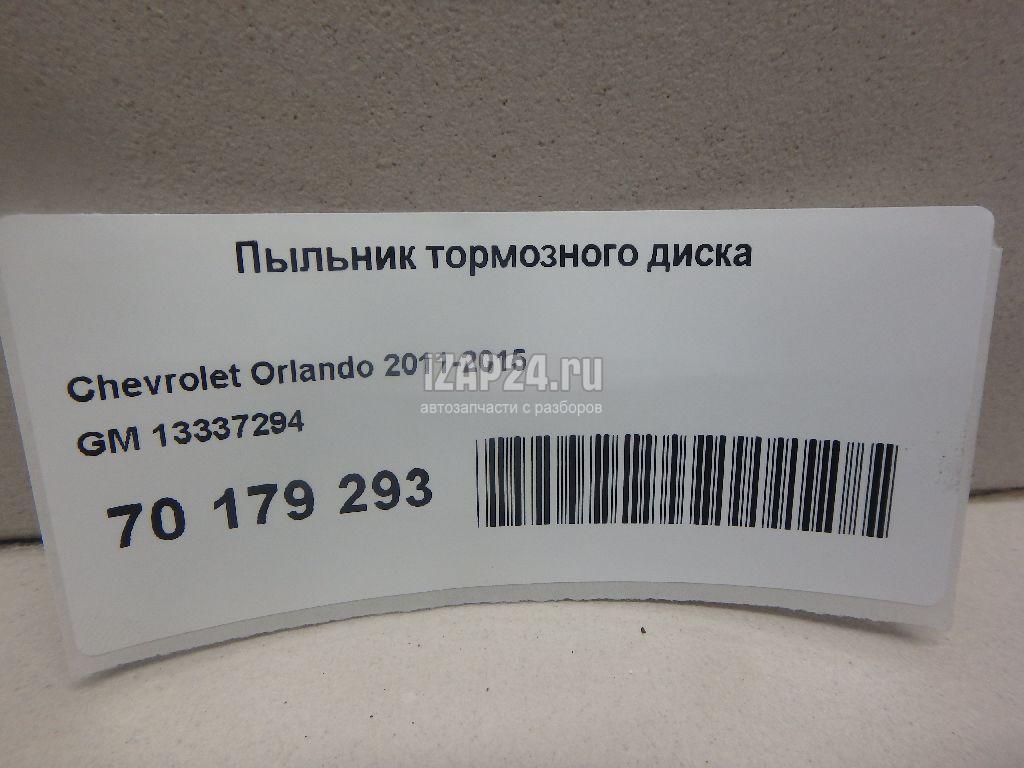 Пыльник тормозного диска
Chevrolet Orlando 2011-2015
IZAP24.ru
автозапчасти с разборов
GM 13337294
70 179 293